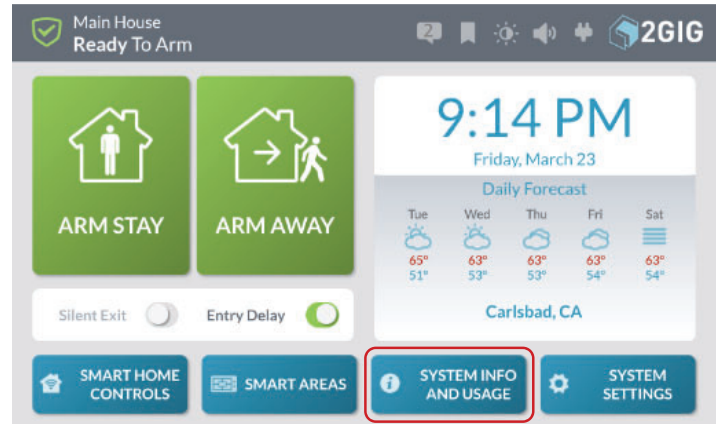 Main House
Ready To Arm
2
2GIG
ARM STAY
ARM AWAY
Silent Exit
Entry Delay
9:14 PM
Friday, March 23
Daily Forecast
Tue Wed Thu Fri Sat
65° 63° 63° 63° 63°
51° 53° 53° 54° 54°
Carlsbad, CA
SMART HOME
CONTROLS
SMART AREAS
SYSTEM INFO
AND USAGE
SYSTEM
SETTINGS